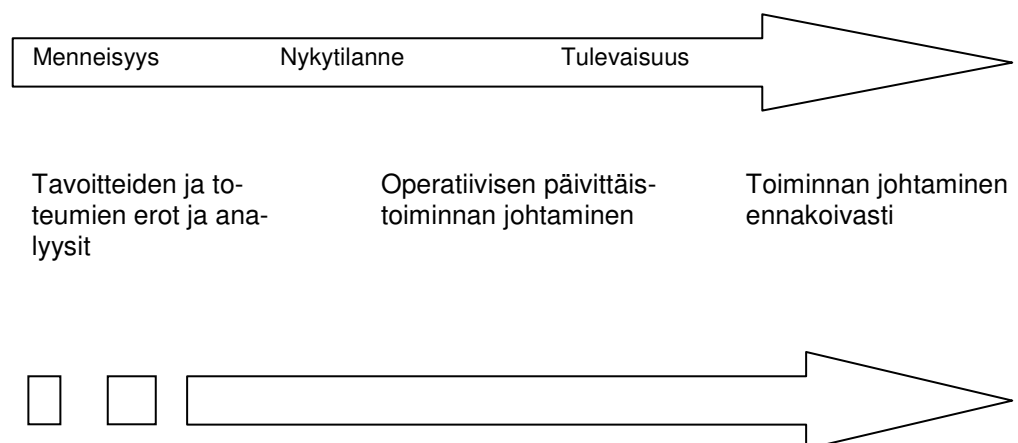 Menneisyys Nykytilanne Tulevaisuus
Tavoitteiden ja to-
teumien erot ja ana-
lyysit
Operatiivisen päivittäis-
toiminnan johtaminen
Toiminnan johtaminen
ennakoivasti